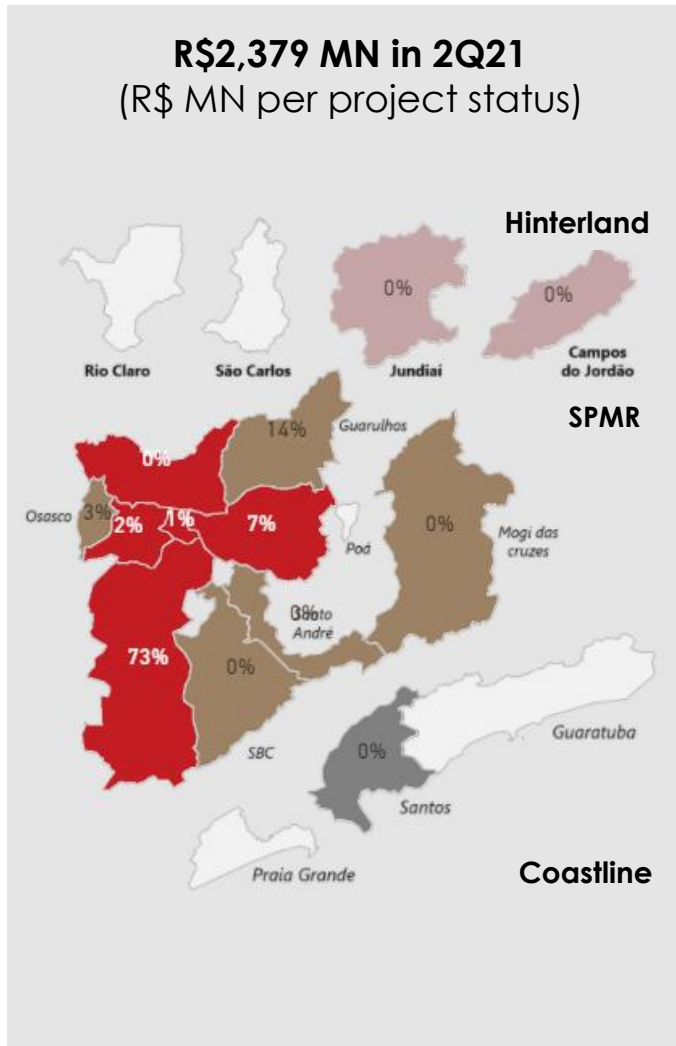 R$2,379 MN in 2Q21
(R$ MN per project status)
Hinterland
0%
0%
Rio Claro
São Carlos
Jundiaí
Campos
do Jordão
SPMR
14%
Guarulhos
0%
Osasco
3%
2%
1%
7%
Poá
0%
Mogi das
cruzes
0%
Santo
André
73%
0%
SBC
Guaratuba
0%
Santos
Praia Grande
Coastline